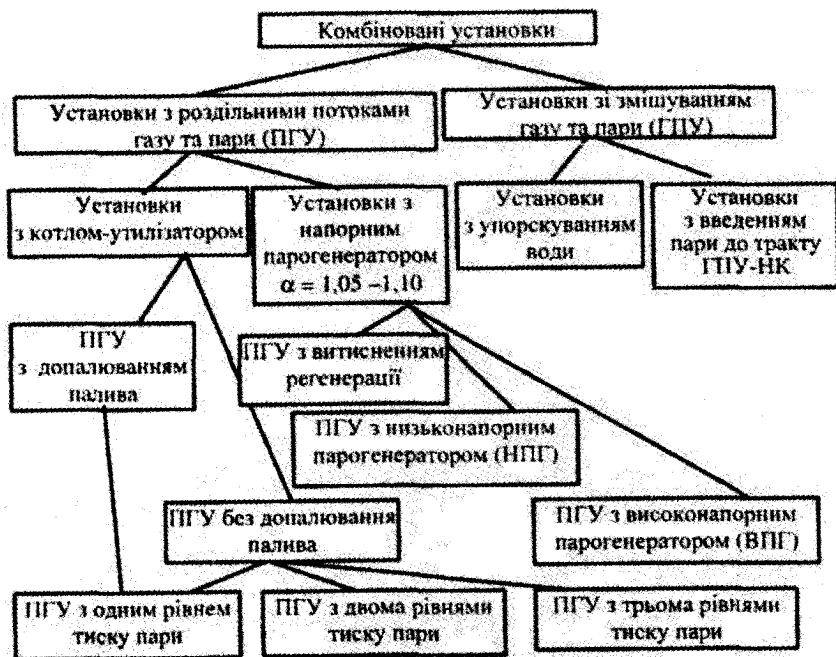 Комбіновані установки
Установки з роздільними потоками
газу та пари (ПГУ)
Установки зі змішуванням
газу та пари (ГПУ)
Установки
з котлом-утилізатором
Установки з
напорним
парогенератором
α = 1,05 –1,10
Установки
з упорскуванням
води
Установки
з введенням
пари до тракту
ГПУ-НК
ПГУ
з допалюванням
палива
ПГУ з витисненням
регенерації
ПГУ з низьконапорним
парогенератором (НПГ)
ПГУ без допалювання
палива
ПГУ з високонапорним
парогенератором (ВПГ)
ПГУ з одним рівнем
тиску пари
ПГУ з двома рівнями
тиску пари
ПГУ з трьома рівнями
тиску пари